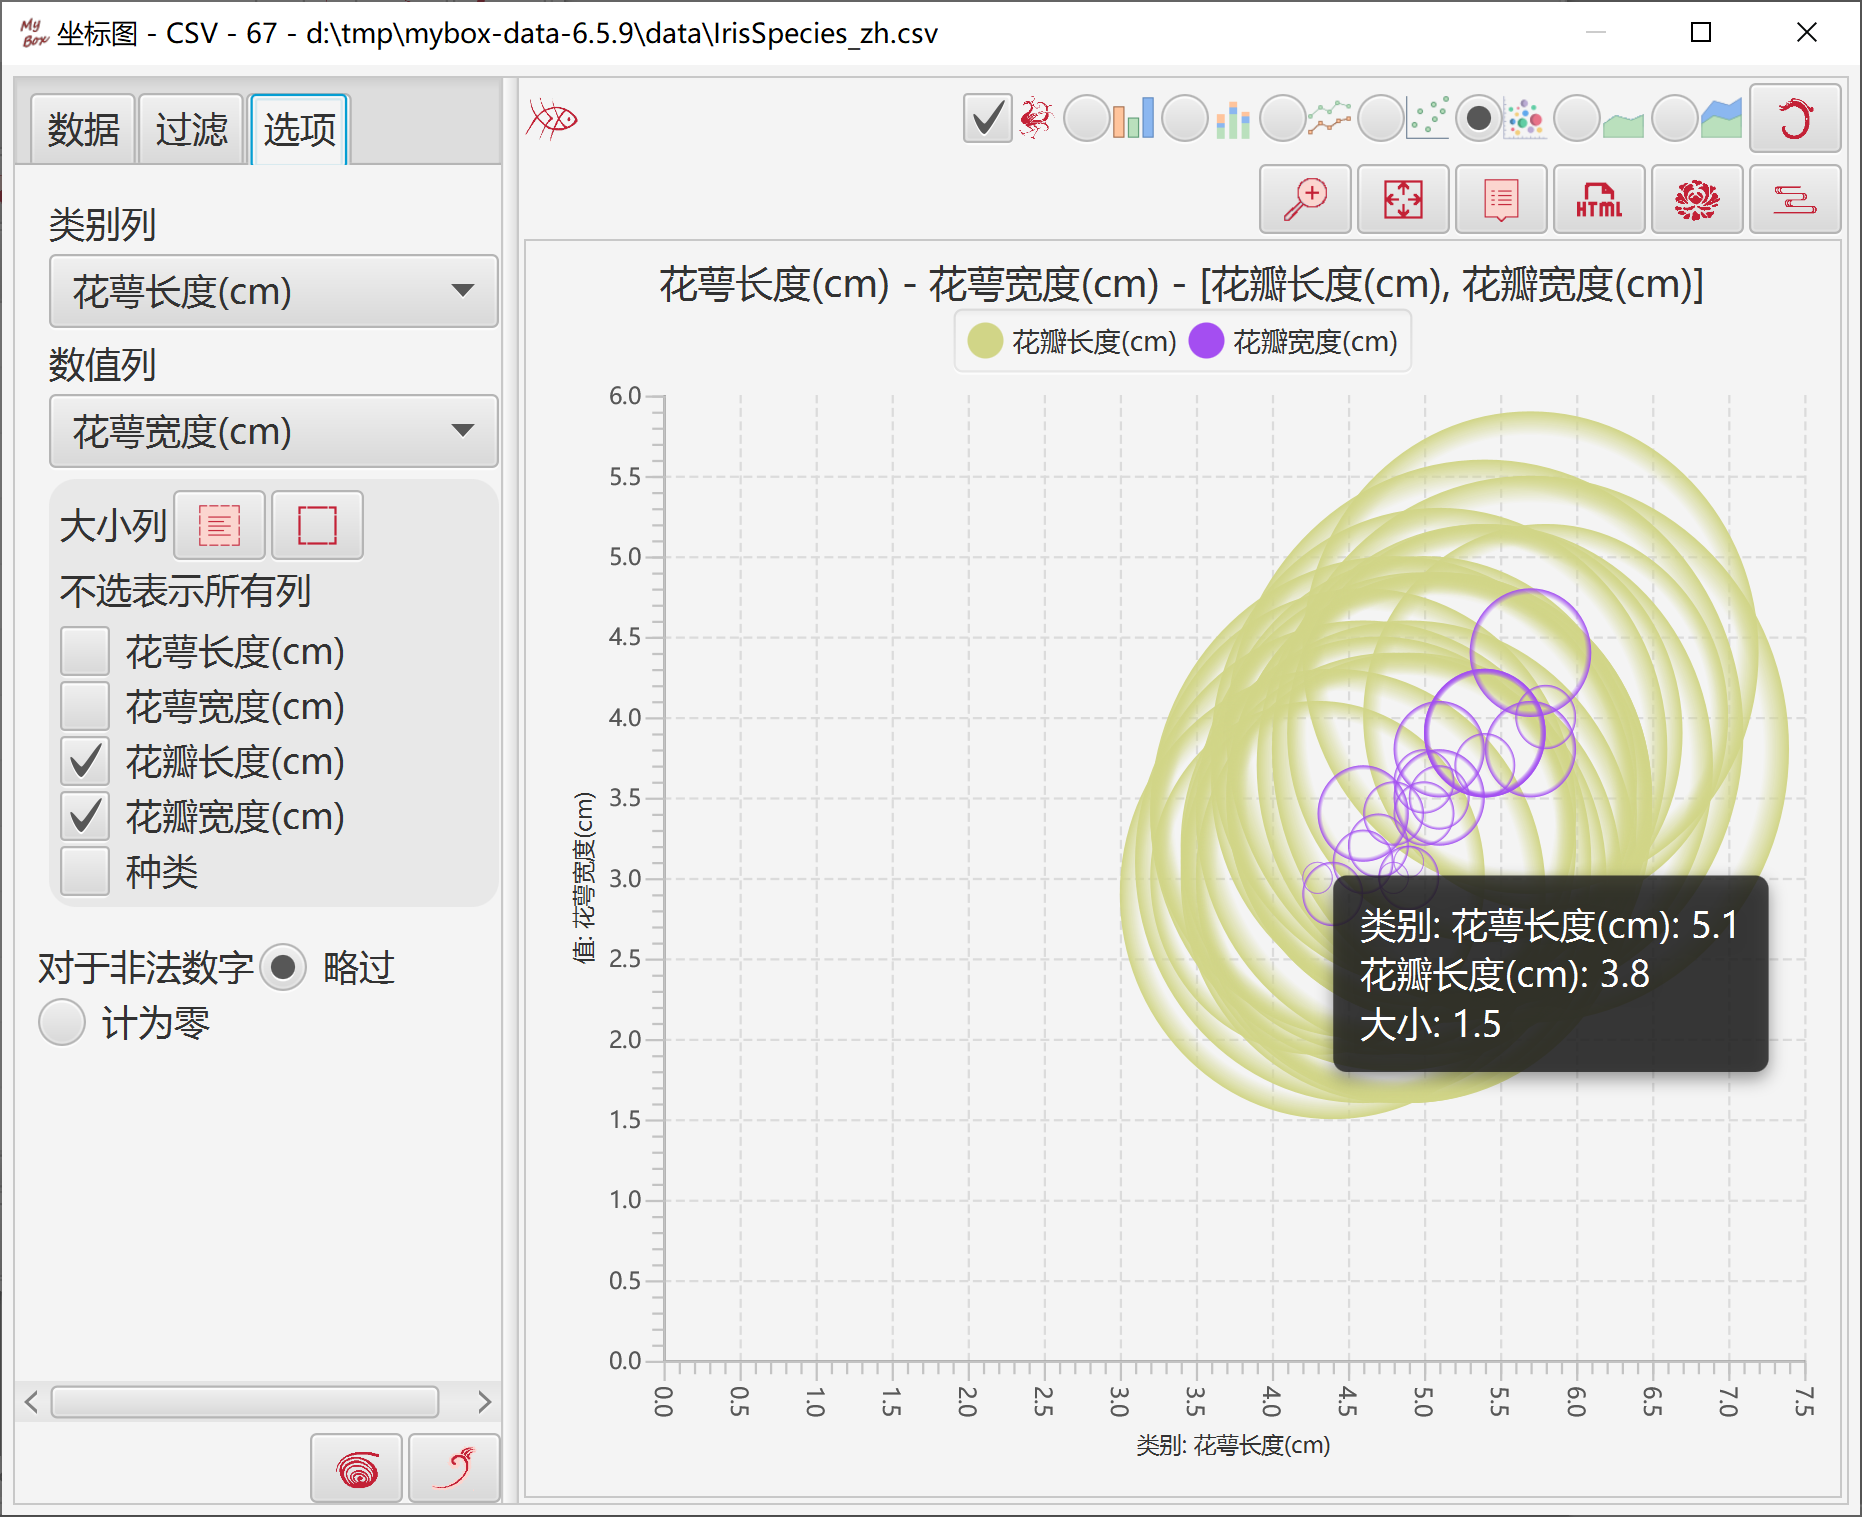 My Box 坐标图 - CSV - 67 - d:\tmp\mybox-data-6.5.9\data\IrisSpecies_zh.csv
数据 过滤 选项
类别列
花萼长度(cm)
数值列
花萼宽度(cm)
大小列
不选表示所有列
花萼长度(cm)
花萼宽度(cm)
花瓣长度(cm)
花瓣宽度(cm)
种类
对于非法数字 略过
计为零
HTML
花萼长度(cm) - 花萼宽度(cm) - [花瓣长度(cm), 花瓣宽度(cm)]
花瓣长度(cm) 花瓣宽度(cm)
6.0
5.5
5.0
4.5
4.0
3.5
3.0
2.5
2.0
1.5
1.0
0.5
0.0
值: 花萼宽度(cm)
类别: 花萼长度(cm): 5.1
花瓣长度(cm): 3.8
大小: 1.5
0.0 0.5 1.0 1.5 2.0 2.5 3.0 3.5 4.0 4.5 5.0 5.5 6.0 6.5 7.0 7.5
类别: 花萼长度(cm)